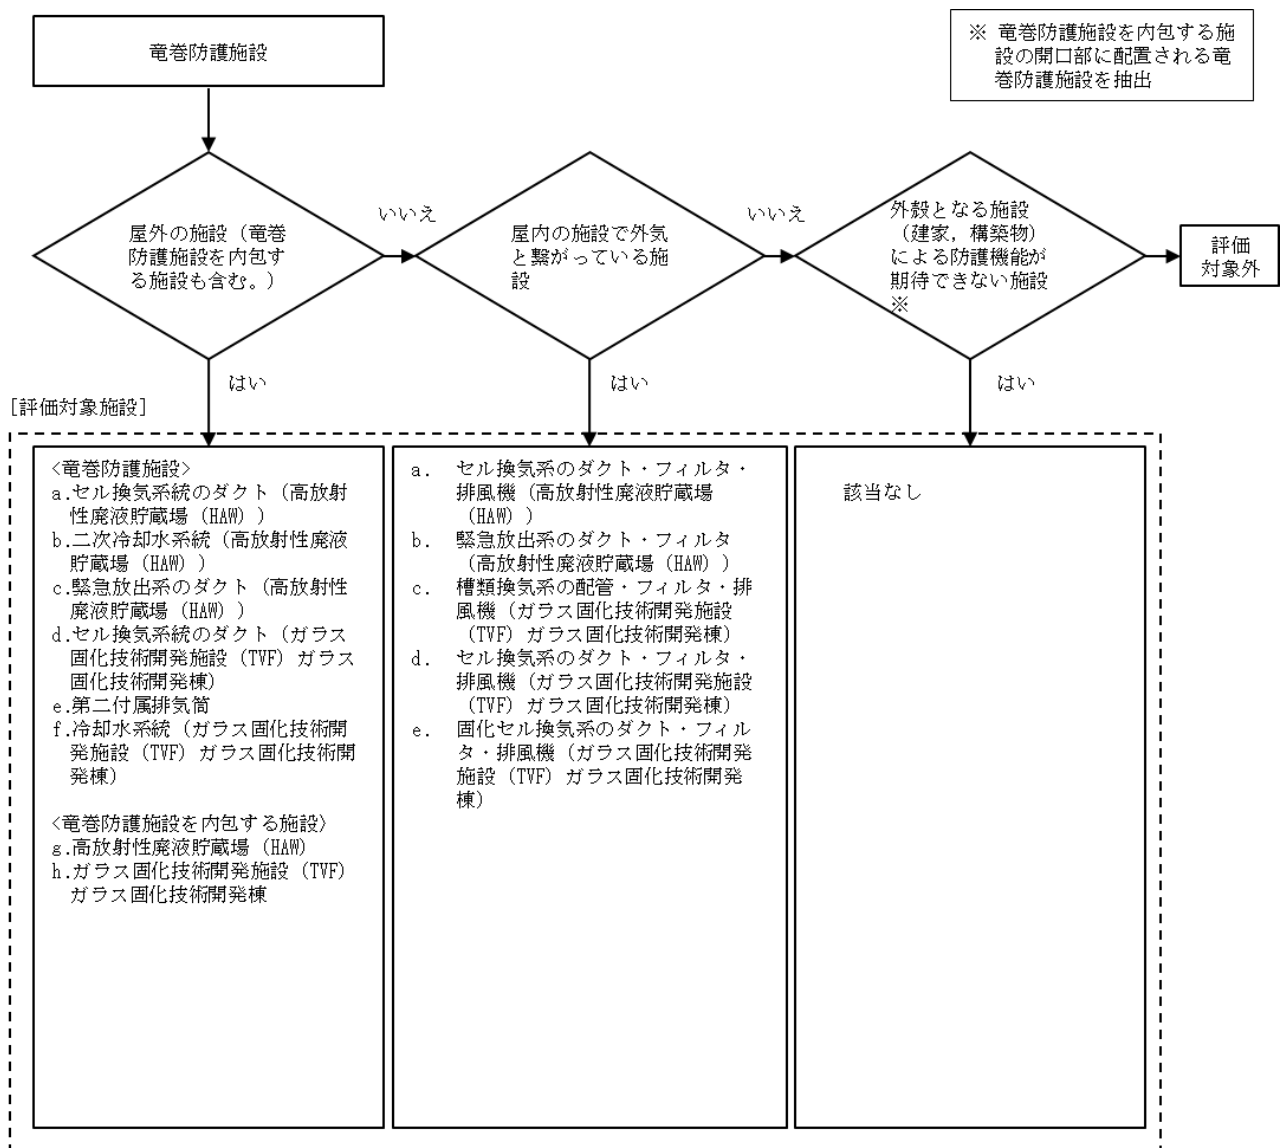 竜巻防護施設
※ 竜巻防護施設を内包する施
設の開口部に配置される竜
巻防護施設を抽出
屋外の施設（竜巻
防護施設を内包す
る施設も含む。）
いいえ
屋内の施設で外気
と繋がっている施
設
いいえ
外殻となる施設
（建家，構築物）
による防護機能が
期待できない施設
※
評価
対象外
はい
はい
はい
[評価対象施設]
<竜巻防護施設>
a.セル換気系統のダクト（高放射
性廃液貯蔵場（HAW））
b.二次冷却水系統（高放射性廃液
貯蔵場（HAW））
c.緊急放出系のダクト（高放射性
廃液貯蔵場（HAW））
d.セル換気系統のダクト（ガラス
固化技術開発施設（TVF）ガラス
固化技術開発棟）
e.第二付属排気筒
f.冷却水系統（ガラス固化技術開
発施設（TVF）ガラス固化技術開
発棟）
<竜巻防護施設を内包する施設>
g.高放射性廃液貯蔵場（HAW）
h.ガラス固化技術開発施設（TVF）
ガラス固化技術開発棟
a. セル換気系のダクト・フィルタ・
排風機（高放射性廃液貯蔵場
（HAW））
b. 緊急放出系のダクト・フィルタ
（高放射性廃液貯蔵場（HAW））
c. 槽類換気系の配管・フィルタ・排
風機（ガラス固化技術開発施設
（TVF）ガラス固化技術開発棟）
d. セル換気系のダクト・フィルタ・
排風機（ガラス固化技術開発施設
（TVF）ガラス固化技術開発棟）
e. 固化セル換気系のダクト・フィル
タ・排風機（ガラス固化技術開発
施設（TVF）ガラス固化技術開発
棟）
該当なし